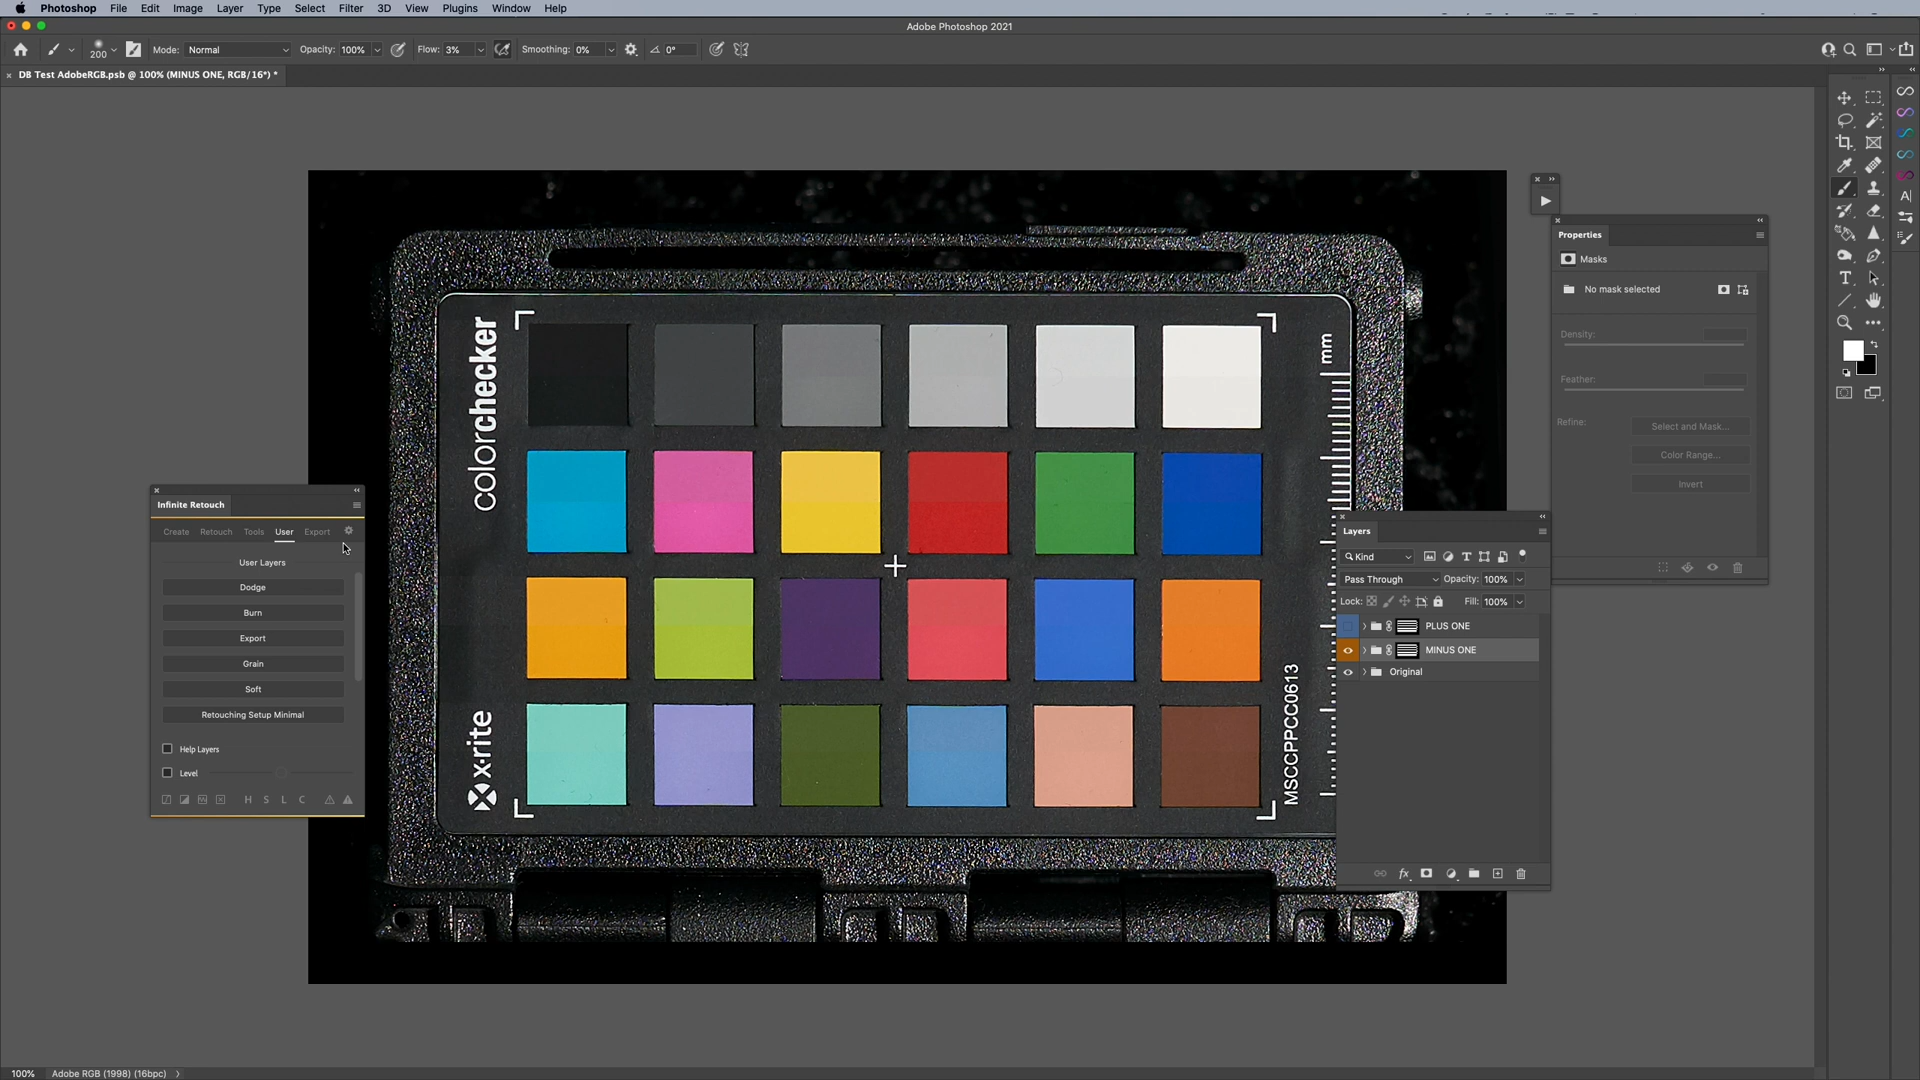 Photoshop File Edit Image Layer Type Select Filter 3D View Plugins Window Help
Adobe Photoshop 2021
200 Mode: Normal Opacity: 100% Flow: 3% Smoothing: 0% 0°
DB Test AdobeRGB.psb @ 100% (MINUS ONE, RGB/16*) *
colorchecker
x-rite
mm
MSCCPPCC0613
Infinite Retouch
Create Retouch Tools User Export
User Layers
Dodge
Burn
Export
Grain
Soft
Retouching Setup Minimal
Help Layers
Level
H S L C
Properties
Masks
No mask selected
Density:
Feather:
Refine:
Select and Mask...
Color Range...
Invert
Layers
Kind
Pass Through Opacity: 100%
Lock: Fill: 100%
PLUS ONE
MINUS ONE
Original
fx
100% Adobe RGB (1998) (16bpc)